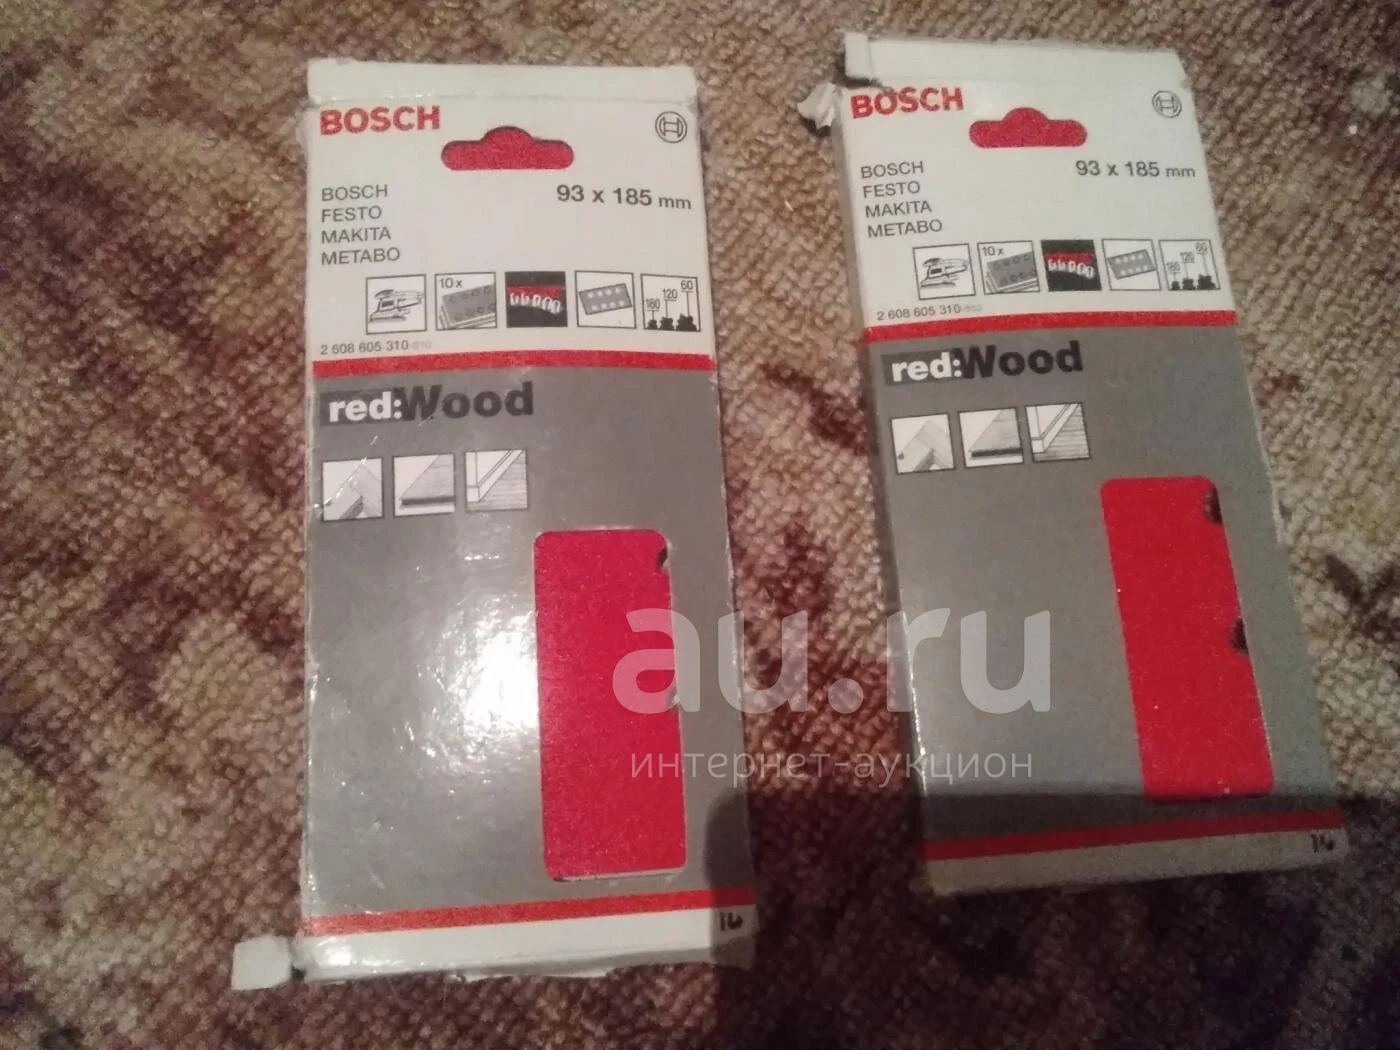 BOSCH
BOSCH
FESTO
MAKITA
METABO
93 x 185 mm
10 x
180 120 60
2 608 605 310
red:Wood
16
BOSCH
BOSCH
FESTO
MAKITA
METABO
93 x 185 mm
10 x
180 120 60
2 608 605 310
red:Wood
16
au.ru
интернет-аукцион